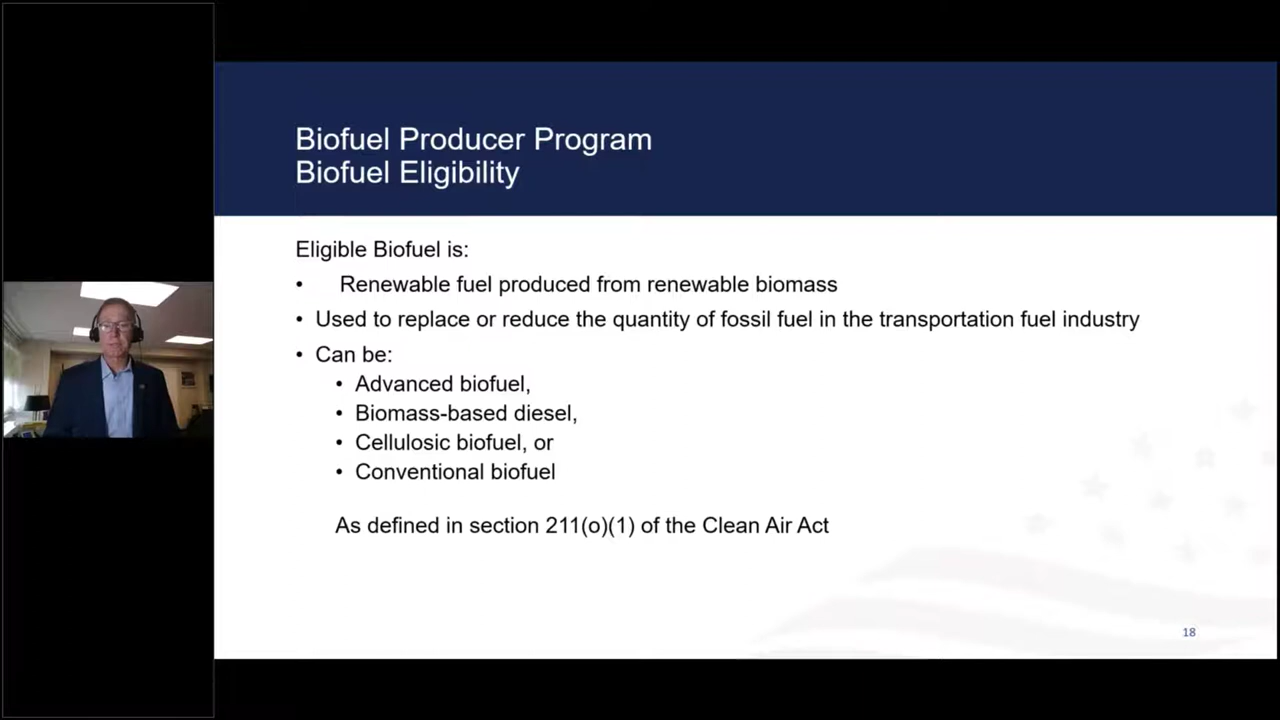 Biofuel Producer Program
Biofuel Eligibility
Eligible Biofuel is:
• Renewable fuel produced from renewable biomass
• Used to replace or reduce the quantity of fossil fuel in the transportation fuel industry
• Can be:
• Advanced biofuel,
• Biomass-based diesel,
• Cellulosic biofuel, or
• Conventional biofuel
As defined in section 211(o)(1) of the Clean Air Act
18